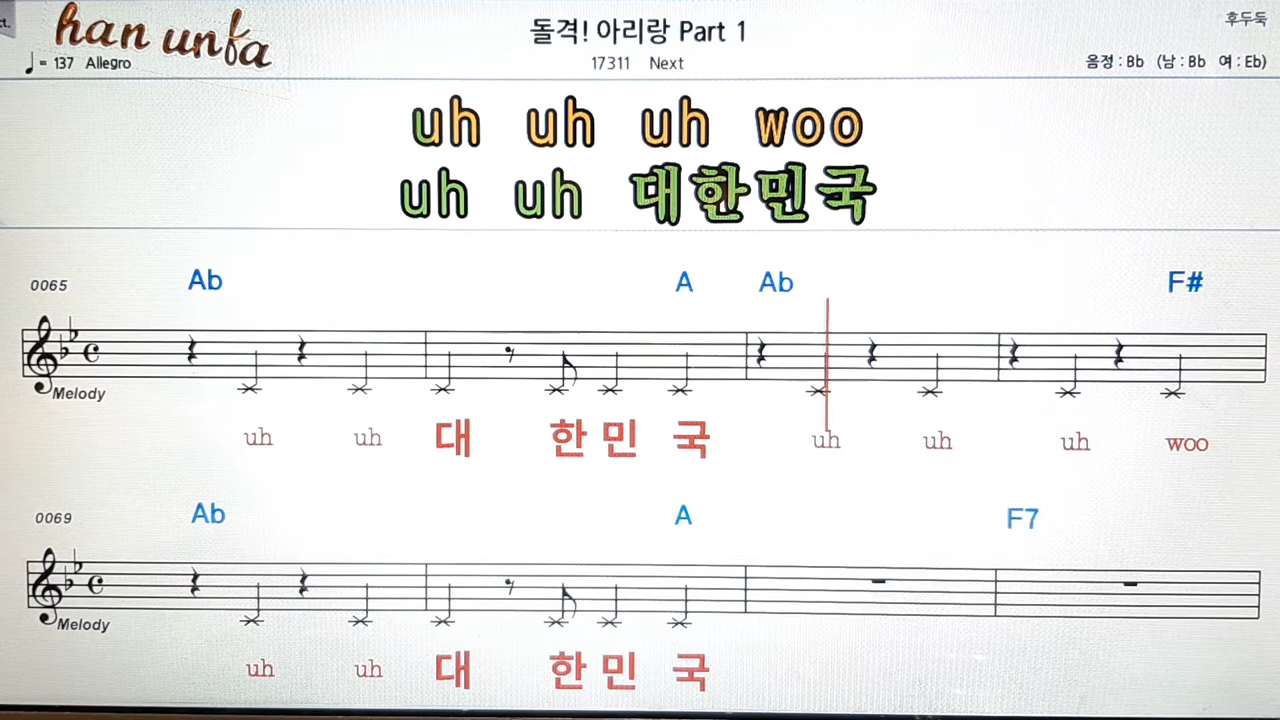 ct.
han unfa
돌격! 아리랑 Part 1
후두둑
♩= 137 Allegro
17311 Next
음정 : Bb (남 : Bb 여 : Eb)
uh uh uh woo
uh uh 대한민국
0065 Ab A Ab F#
Melody
uh uh 대 한 민 국 uh uh uh woo
0069 Ab A F7
Melody
uh uh 대 한 민 국